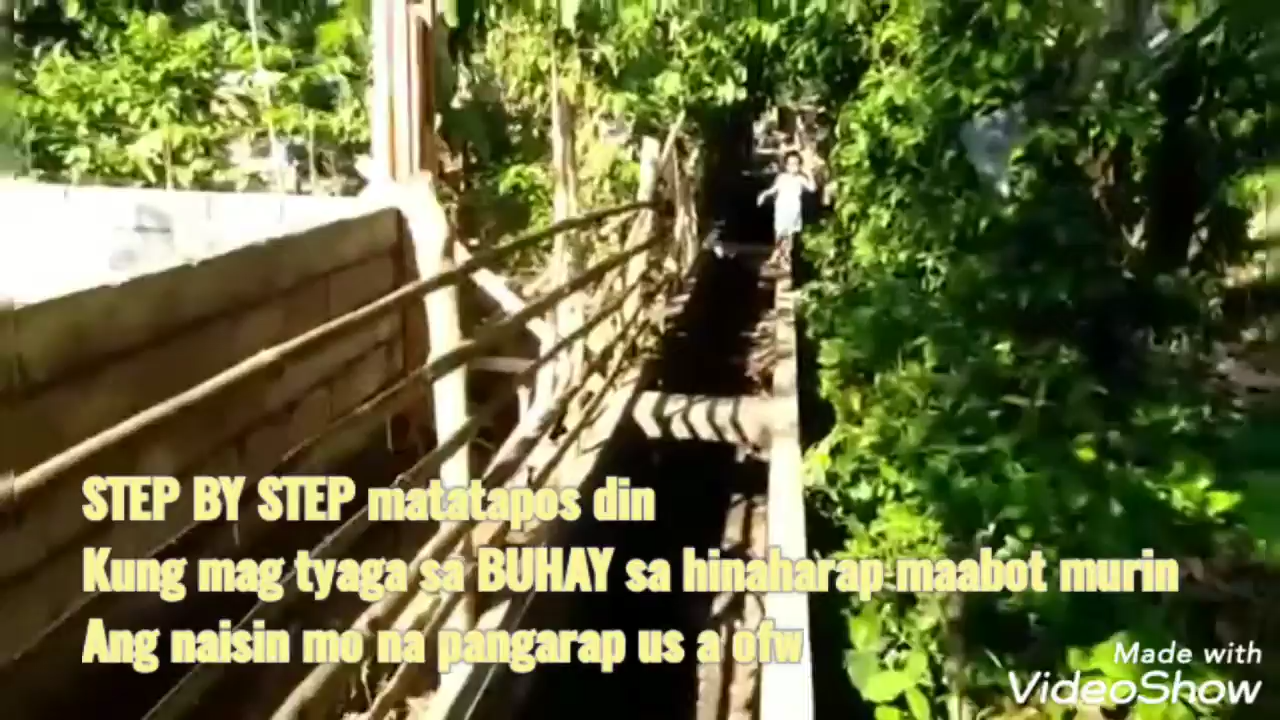 STEP BY STEP matatapos din
Kung mag tyaga sa BUHAY sa hinaharap maabot murin
Ang naisin mo na pangarap us a ofw
Made with
VideoShow